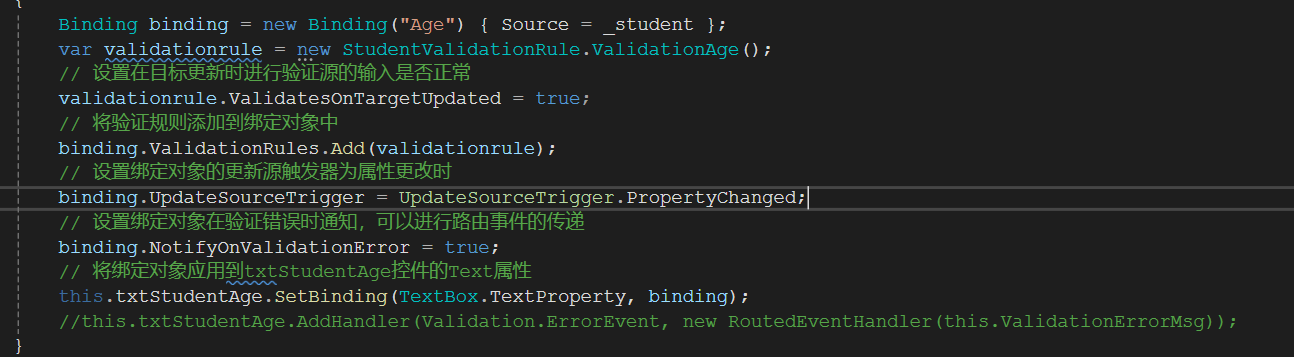 {
Binding binding = new Binding("Age") { Source = _student };
var validationrule = new StudentValidationRule.ValidationAge();
// 设置在目标更新时进行验证源的输入是否正常
validationrule.ValidatesOnTargetUpdated = true;
// 将验证规则添加到绑定对象中
binding.ValidationRules.Add(validationrule);
// 设置绑定对象的更新源触发器为属性更改时
binding.UpdateSourceTrigger = UpdateSourceTrigger.PropertyChanged;
// 设置绑定对象在验证错误时通知，可以进行路由事件的传递
binding.NotifyOnValidationError = true;
// 将绑定对象应用到txtStudentAge控件的Text属性
this.txtStudentAge.SetBinding(TextBox.TextProperty, binding);
//this.txtStudentAge.AddHandler(Validation.ErrorEvent, new RoutedEventHandler(this.ValidationErrorMsg));
}